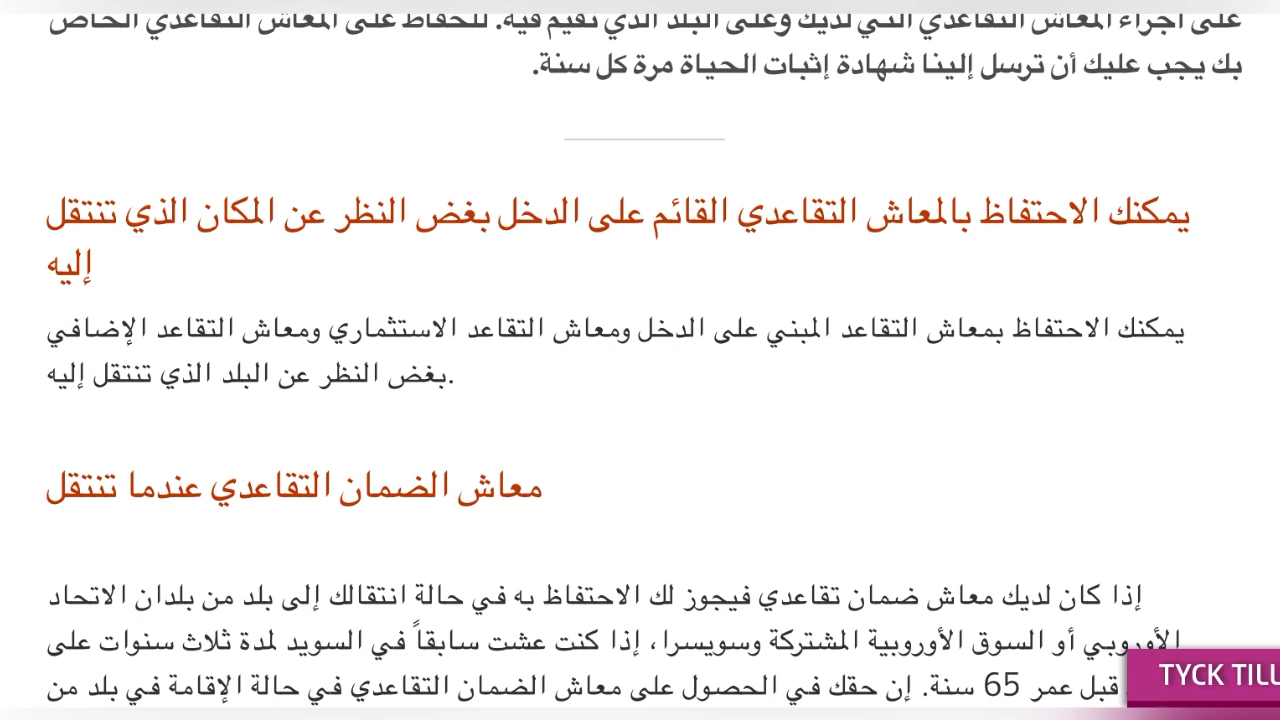 على أجزاء المعاش التقاعدي التي لديك وعلى البلد الذي تقيم فيه. للحفاظ على المعاش التقاعدي الخاص
بك يجب عليك أن ترسل إلينا شهادة إثبات الحياة مرة كل سنة.
يمكنك الاحتفاظ بالمعاش التقاعدي القائم على الدخل بغض النظر عن المكان الذي تنتقل
إليه
يمكنك الاحتفاظ بمعاش التقاعد المبني على الدخل ومعاش التقاعد الاستثماري ومعاش التقاعد الإضافي
بغض النظر عن البلد الذي تنتقل إليه.
معاش الضمان التقاعدي عندما تنتقل
إذا كان لديك معاش ضمان تقاعدي فيجوز لك الاحتفاظ به في حالة انتقالك إلى بلد من بلدان الاتحاد
الأوروبي أو السوق الأوروبية المشتركة وسويسرا، إذا كنت عشت سابقاً في السويد لمدة ثلاث سنوات على
قبل عمر 65 سنة. إن حقك في الحصول على معاش الضمان التقاعدي في حالة الإقامة في بلد من
TYCK TILL